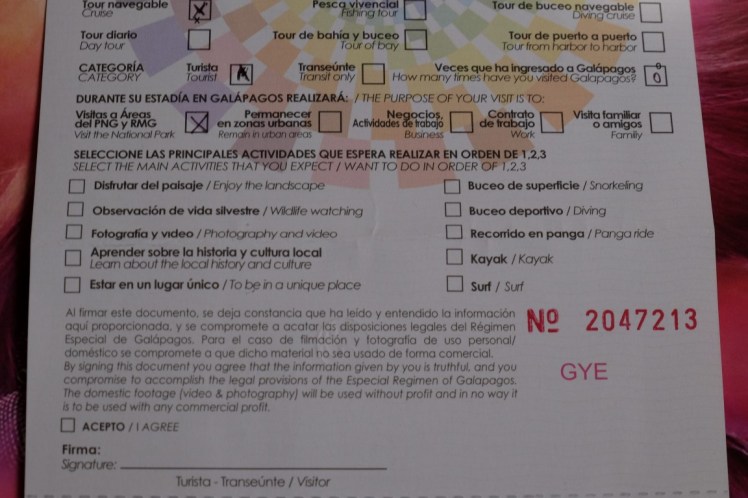 Tour navegable Pesca vivencial Tour de buceo navegable
Cruise Fishing tour Diving cruise
Tour diario Tour de bahía y buceo Tour de puerto a puerto
Day tour Tour of bay Tour from harbor to harbor
CATEGORÍA Turista Transeúnte Veces que ha ingresado a Galápagos
CATEGORY Tourist Transit only How many times have you visited Galapagos? 0
DURANTE SU ESTADÍA EN GALÁPAGOS REALIZARÁ: / THE PURPOSE OF YOUR VISIT IS TO:
Visitas a Áreas Permanecer Negocios, Contrato Visita familiar
del PNG y RMG en zonas urbanas Actividades de trabajo de trabajo o amigos
Visit the National Park Remain in urban areas Business Work Family
SELECCIONE LAS PRINCIPALES ACTIVIDADES QUE ESPERA REALIZAR EN ORDEN DE 1,2,3
SELECT THE MAIN ACTIVITIES THAT YOU EXPECT / WANT TO DO IN ORDER OF 1,2,3
Disfrutar del paisaje / Enjoy the landscape Buceo de superficie / Snorkeling
Observación de vida silvestre / Wildlife watching Buceo deportivo / Diving
Fotografía y video / Photography and video Recorrido en panga / Panga ride
Aprender sobre la historia y cultura local Kayak / Kayak
Learn about the local history and culture
Estar en un lugar único / To be in a unique place Surf / Surf
Al firmar este documento, se deja constancia que ha leído y entendido la información
aquí proporcionada, y se compromete a acatar las disposiciones legales del Régimen
Especial de Galápagos. Para el caso de filmación y fotografía de uso personal/
doméstico se compromete a que dicho material no sea usado de forma comercial.
By signing this document you agree that the information given by you is truthful, and you
compromise to accomplish the legal provisions of the Especial Regimen of Galapagos.
The domestic footage (video & photography) will be used without profit and in no way it
is to be used with any commercial profit.
Nº 2047213
GYE
ACEPTO / I AGREE
Firma:
Signature:
Turista - Transeúnte / Visitor